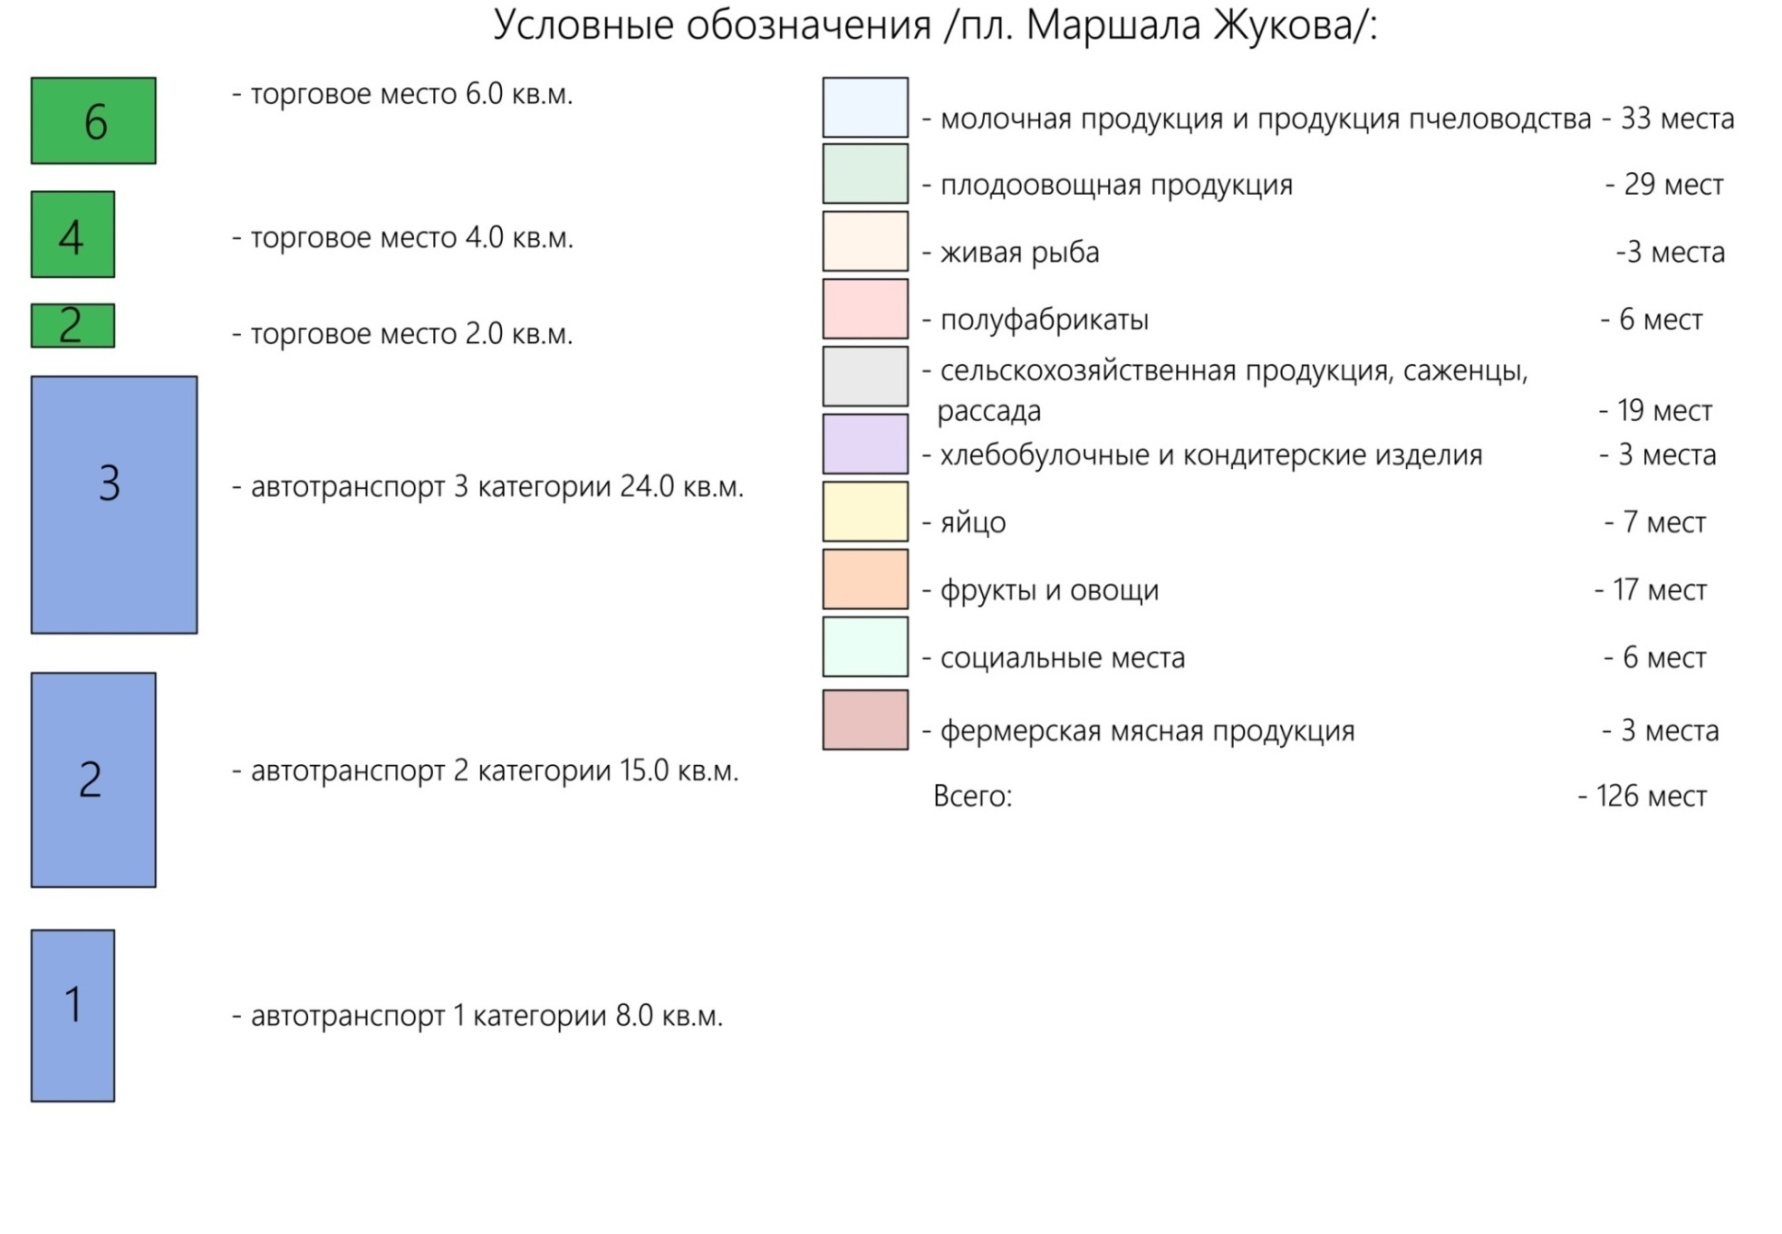 Условные обозначения /пл. Маршала Жукова/:
6
- торговое место 6.0 кв.м.
4
- торговое место 4.0 кв.м.
2
- торговое место 2.0 кв.м.
3
- автотранспорт 3 категории 24.0 кв.м.
2
- автотранспорт 2 категории 15.0 кв.м.
1
- автотранспорт 1 категории 8.0 кв.м.
- молочная продукция и продукция пчеловодства - 33 места
- плодоовощная продукция - 29 мест
- живая рыба -3 места
- полуфабрикаты - 6 мест
- сельскохозяйственная продукция, саженцы,
рассада - 19 мест
- хлебобулочные и кондитерские изделия - 3 места
- яйцо - 7 мест
- фрукты и овощи - 17 мест
- социальные места - 6 мест
- фермерская мясная продукция - 3 места
Всего: - 126 мест